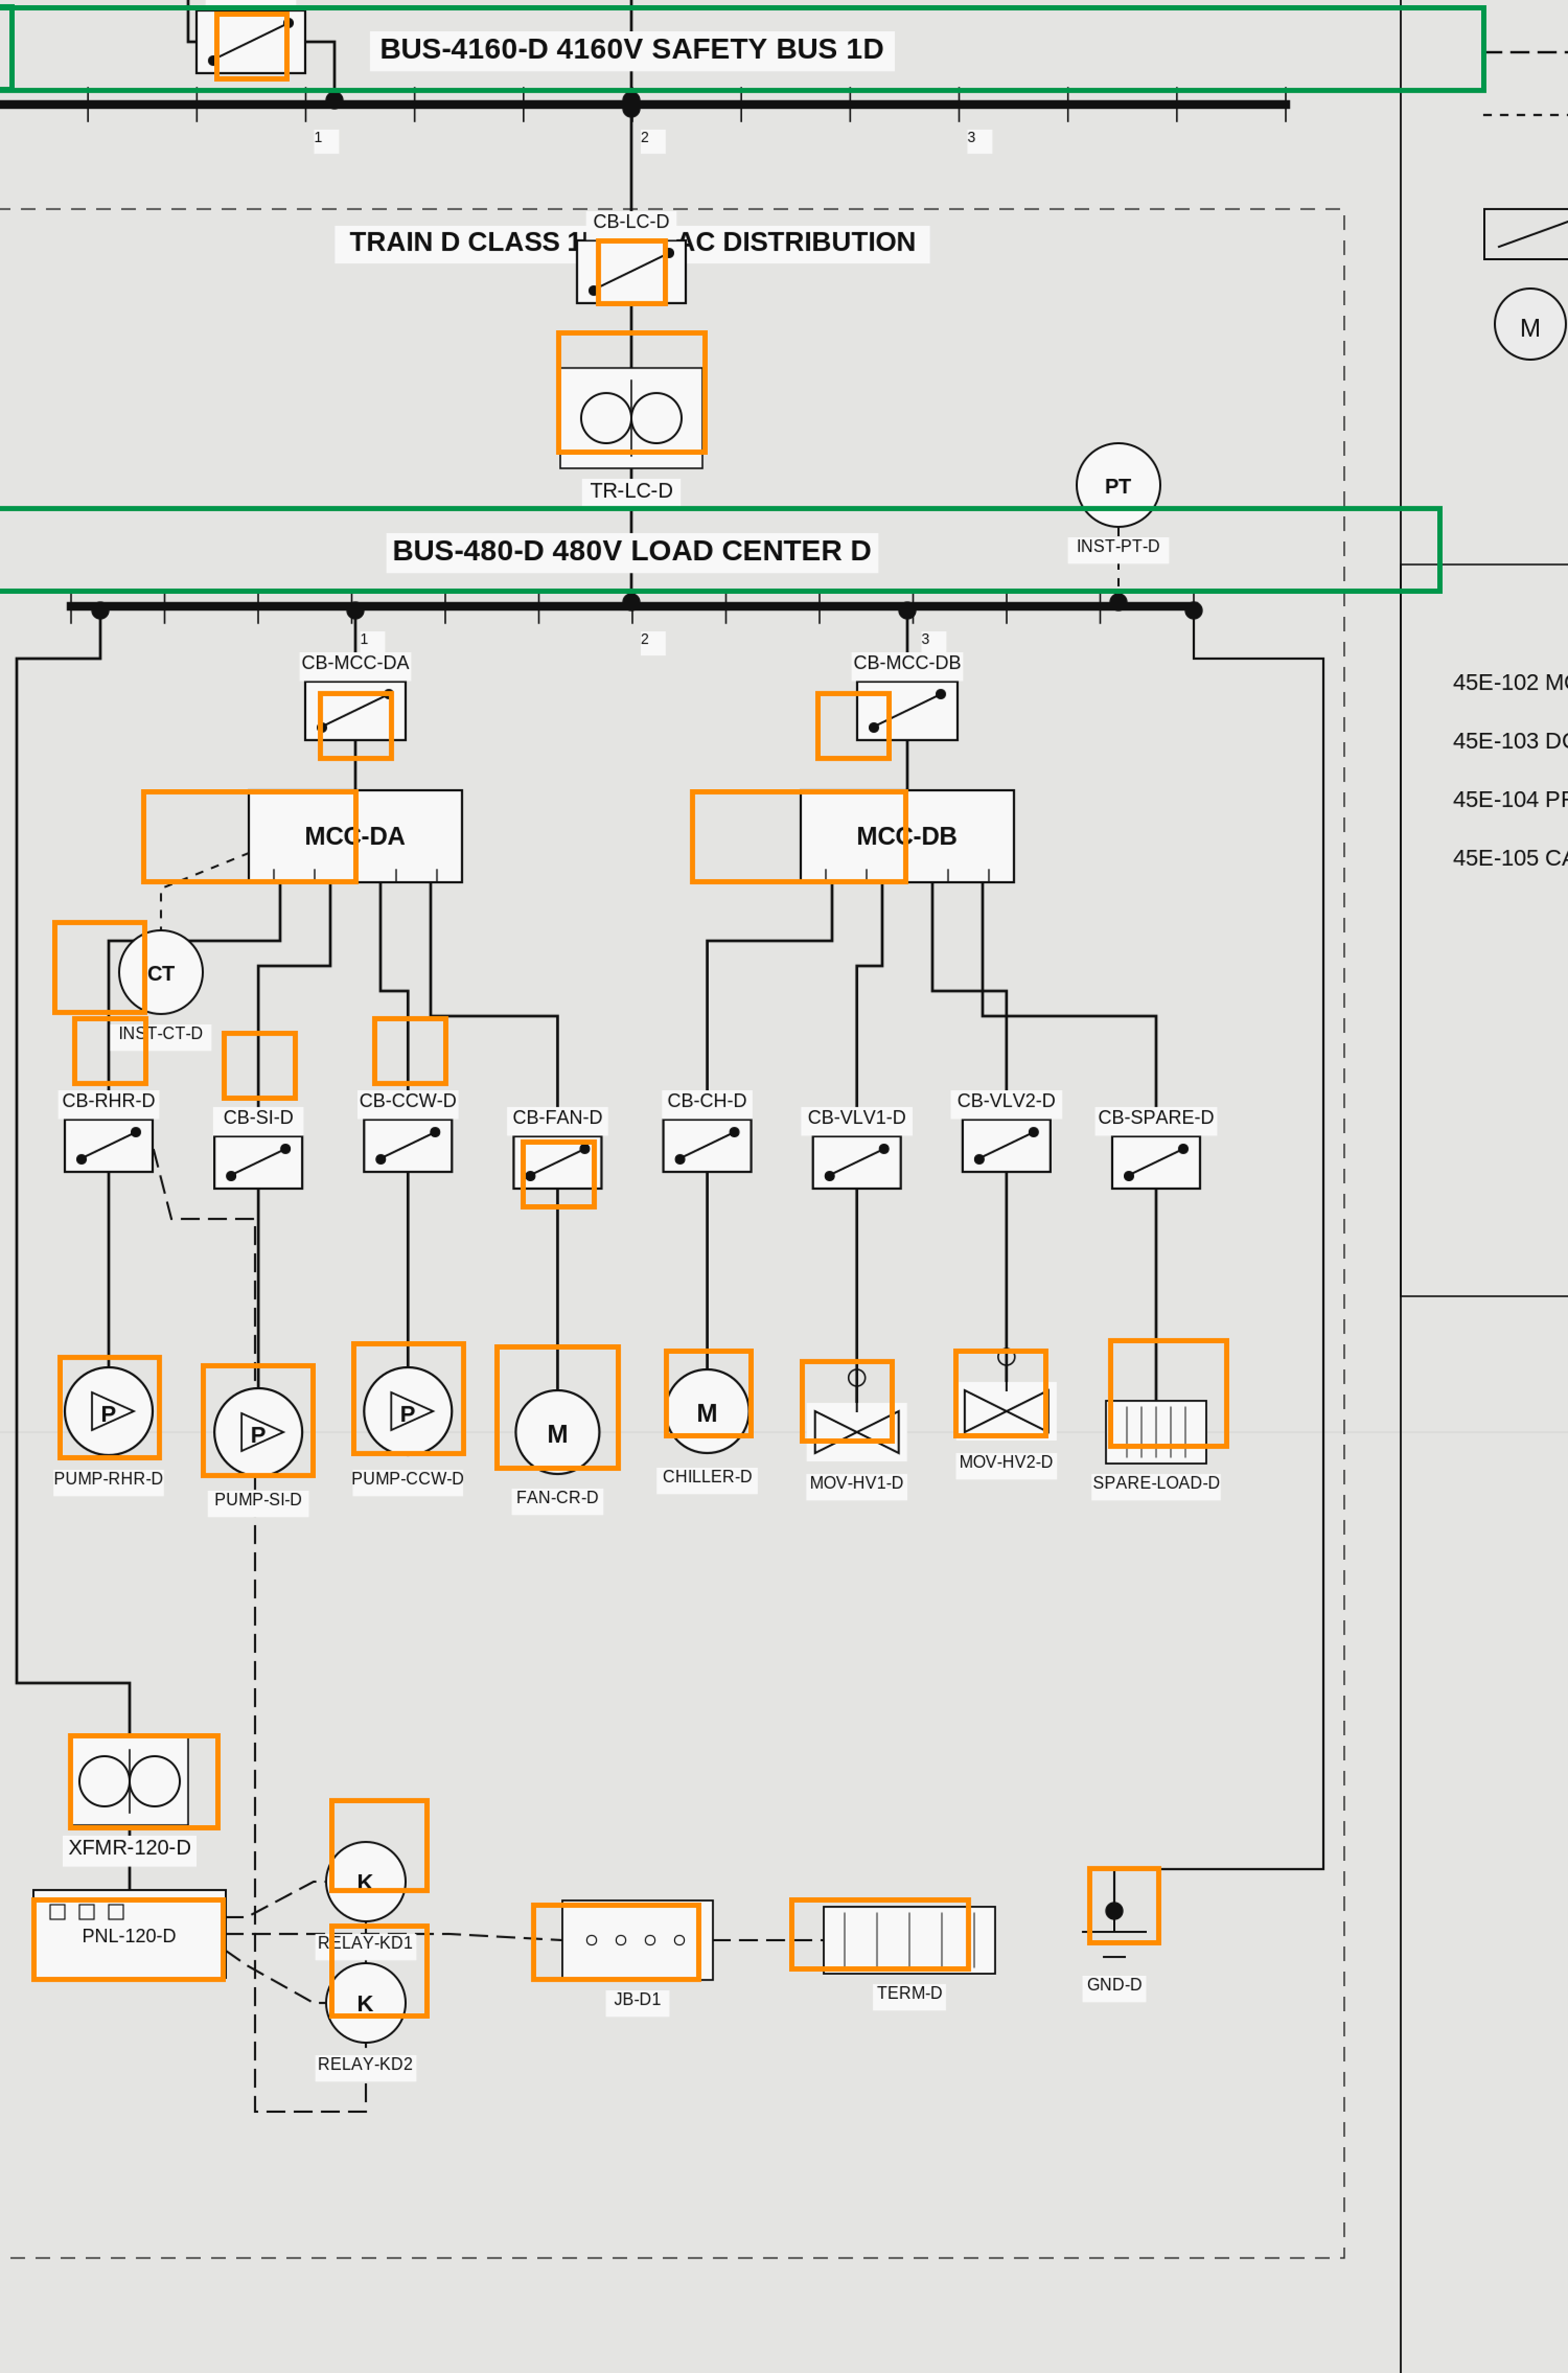 BUS-4160-D 4160V SAFETY BUS 1D
1
2
3
CB-LC-D
TRAIN D CLASS AC DISTRIBUTION
M
TR-LC-D
PT
INST-PT-D
BUS-480-D 480V LOAD CENTER D
1
2
3
CB-MCC-DA
CB-MCC-DB
45E-102
45E-103
45E-104
45E-105
MCC-DA
MCC-DB
CT
INST-CT-D
CB-RHR-D
CB-SI-D
CB-CCW-D
CB-FAN-D
CB-CH-D
CB-VLV1-D
CB-VLV2-D
CB-SPARE-D
P
P
P
M
M
PUMP-RHR-D
PUMP-SI-D
PUMP-CCW-D
FAN-CR-D
CHILLER-D
MOV-HV1-D
MOV-HV2-D
SPARE-LOAD-D
XFMR-120-D
PNL-120-D
K
RELAY-KD1
K
RELAY-KD2
JB-D1
TERM-D
GND-D